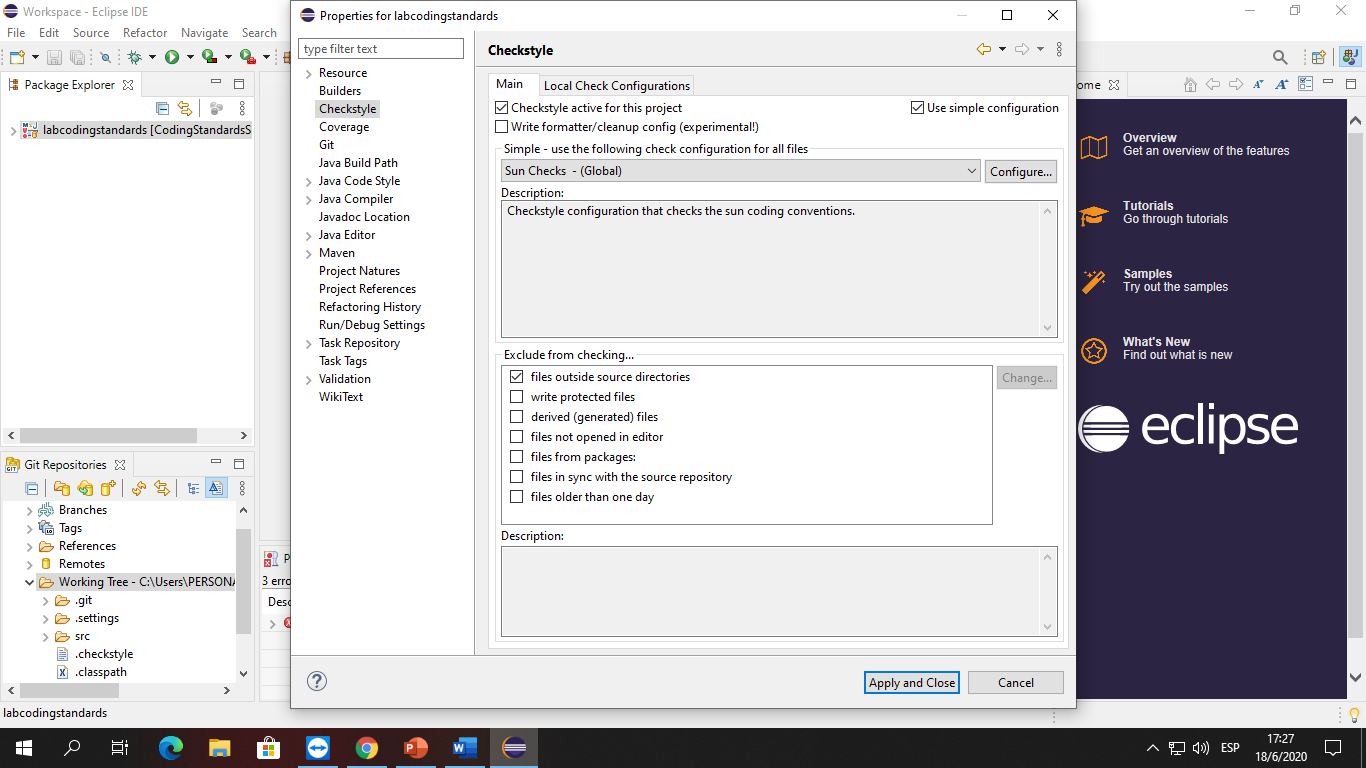 Workspace - Eclipse IDE
File Edit Source Refactor Navigate Search
Package Explorer
labcodingstandards [CodingStandardsS
Git Repositories
Branches
Tags
References
Remotes
Working Tree - C:\Users\PERSONA
.git
.settings
src
.checkstyle
.classpath
labcodingstandards
3 erro
Desc
Properties for labcodingstandards
type filter text
Resource
Builders
Checkstyle
Coverage
Git
Java Build Path
Java Code Style
Java Compiler
Javadoc Location
Java Editor
Maven
Project Natures
Project References
Refactoring History
Run/Debug Settings
Task Repository
Task Tags
Validation
WikiText
Checkstyle
Main Local Check Configurations
Checkstyle active for this project Use simple configuration
Write formatter/cleanup config (experimental!)
Simple - use the following check configuration for all files
Sun Checks - (Global) Configure...
Description:
Checkstyle configuration that checks the sun coding conventions.
Exclude from checking...
files outside source directories Change...
write protected files
derived (generated) files
files not opened in editor
files from packages:
files in sync with the source repository
files older than one day
Description:
Apply and Close Cancel
ome
Overview
Get an overview of the features
Tutorials
Go through tutorials
Samples
Try out the samples
What's New
Find out what is new
eclipse
ESP
17:27
18/6/2020